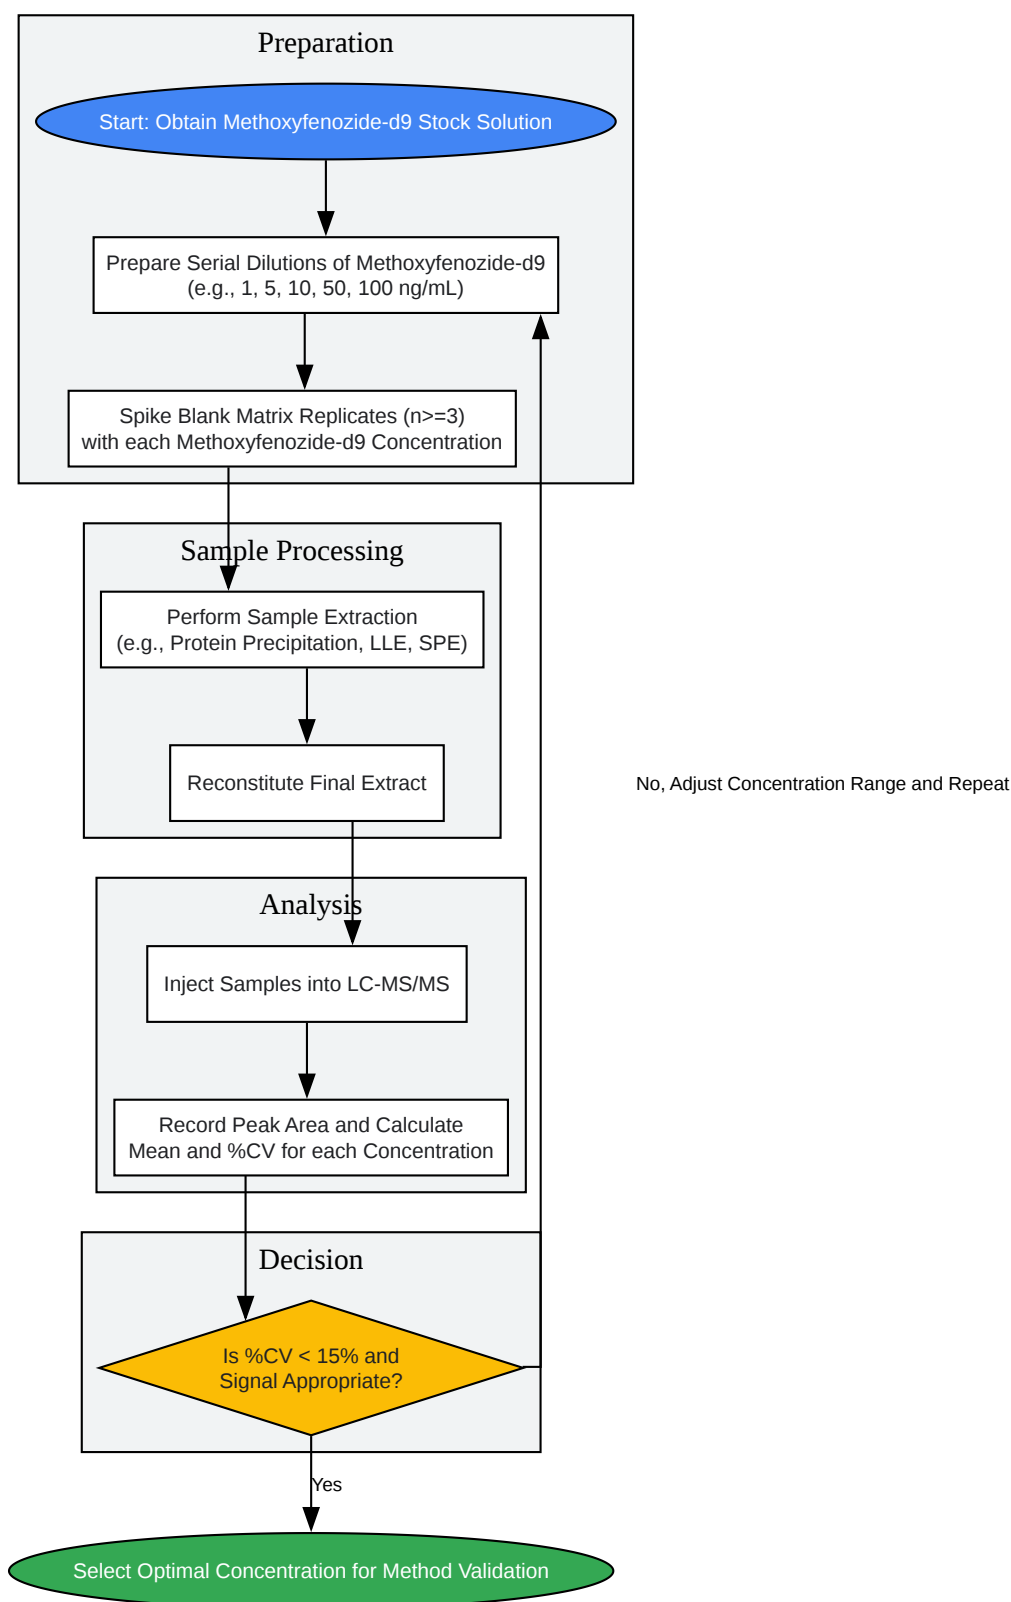 Preparation
Start: Obtain Methoxyfenozide-d9 Stock Solution
Prepare Serial Dilutions of Methoxyfenozide-d9
(e.g., 1, 5, 10, 50, 100 ng/mL)
Spike Blank Matrix Replicates (n>=3)
with each Methoxyfenozide-d9 Concentration
Sample Processing
Perform Sample Extraction
(e.g., Protein Precipitation, LLE, SPE)
Reconstitute Final Extract
No, Adjust Concentration Range and Repeat
Analysis
Inject Samples into LC-MS/MS
Record Peak Area and Calculate
Mean and %CV for each Concentration
Decision
Is %CV < 15% and
Signal Appropriate?
Yes
Select Optimal Concentration for Method Validation